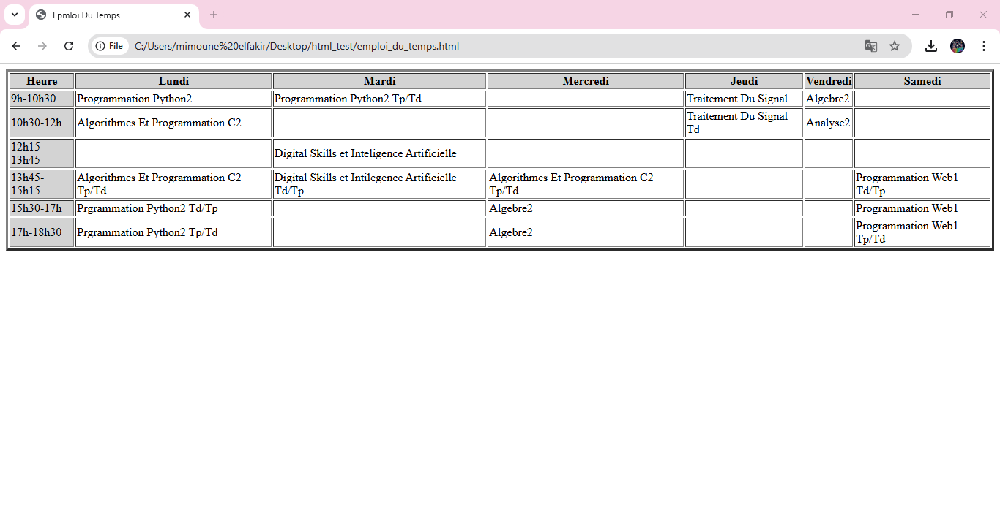 Epmloi Du Temps
File C:/Users/mimoune%20elfakir/Desktop/html_test/emploi_du_temps.html
Heure Lundi Mardi Mercredi Jeudi Vendredi Samedi
9h-10h30 Programmation Python2 Programmation Python2 Tp/Td Traitement Du Signal Algebre2
10h30-12h Algorithmes Et Programmation C2 Traitement Du Signal
Td Analyse2
12h15-
13h45 Digital Skills et Inteligence Artificielle
13h45-
15h15 Algorithmes Et Programmation C2
Tp/Td Digital Skills et Intilegence Artificielle
Td/Tp Algorithmes Et Programmation C2
Tp/Td Programmation Web1
Td/Tp
15h30-17h Prgrammation Python2 Td/Tp Algebre2 Programmation Web1
17h-18h30 Prgrammation Python2 Tp/Td Algebre2 Programmation Web1
Tp/Td